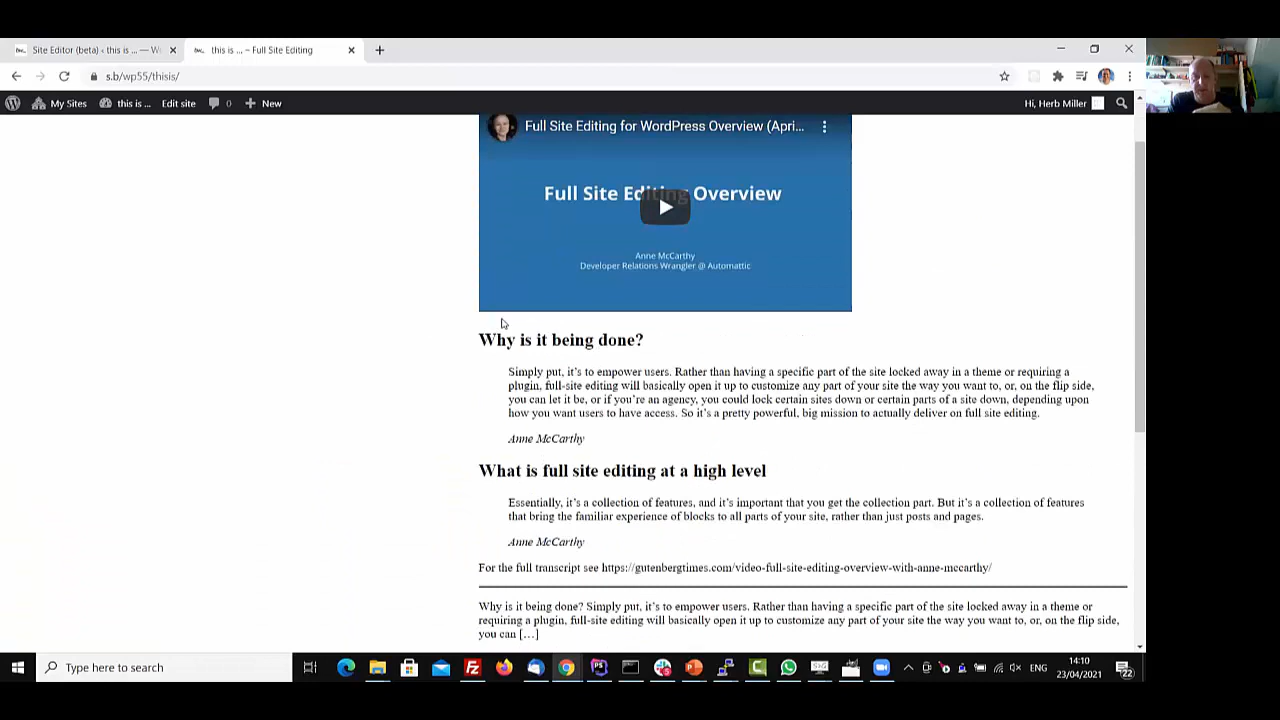 Site Editor (beta) ‹ this is ... — W
this is ... – Full Site Editing
s.b/wp55/thisis/
My Sites this is ... Edit site 0 New Hi, Herb Miller
Full Site Editing for WordPress Overview (Apri...
Full Site Editing Overview
Anne McCarthy
Developer Relations Wrangler @ Automattic
Why is it being done?
Simply put, it’s to empower users. Rather than having a specific part of the site locked away in a theme or requiring a
plugin, full-site editing will basically open it up to customize any part of your site the way you want to, or, on the flip side,
you can let it be, or if you’re an agency, you could lock certain sites down or certain parts of a site down, depending upon
how you want users to have access. So it’s a pretty powerful, big mission to actually deliver on full site editing.
Anne McCarthy
What is full site editing at a high level
Essentially, it’s a collection of features, and it’s important that you get the collection part. But it’s a collection of features
that bring the familiar experience of blocks to all parts of your site, rather than just posts and pages.
Anne McCarthy
For the full transcript see https://gutenbergtimes.com/video-full-site-editing-overview-with-anne-mccarthy/
Why is it being done? Simply put, it’s to empower users. Rather than having a specific part of the site locked away in a theme or
requiring a plugin, full-site editing will basically open it up to customize any part of your site the way you want to, or, on the flip side,
you can […]
Type here to search
ENG
14:10
23/04/2021
22